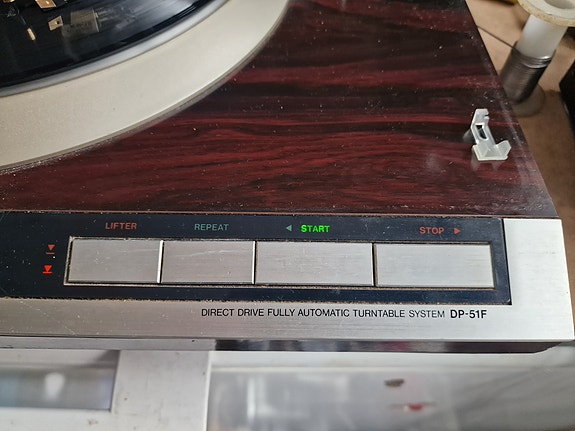 LIFTER REPEAT ◄ START STOP ►
DIRECT DRIVE FULLY AUTOMATIC TURNTABLE SYSTEM DP-51F